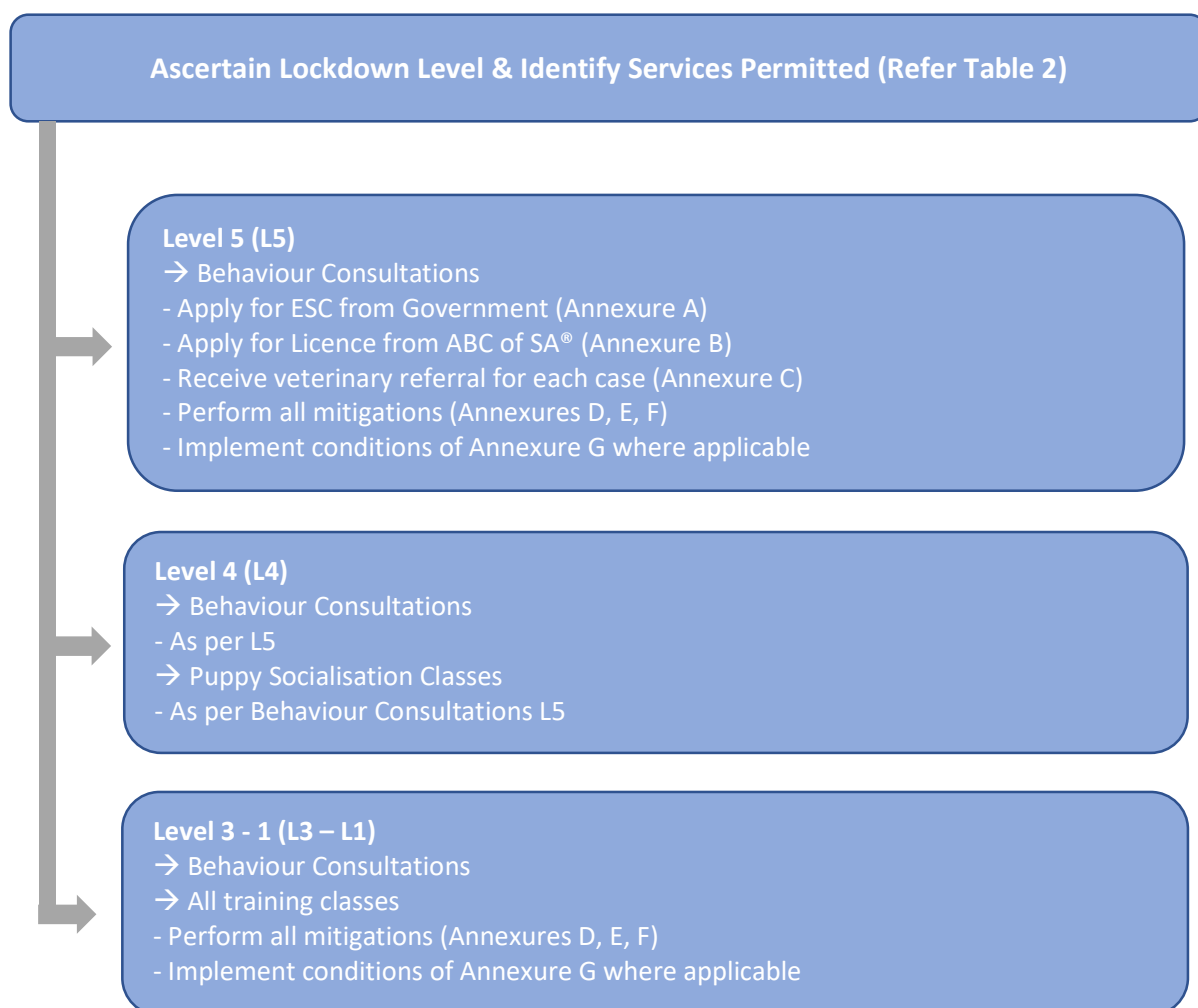 Ascertain Lockdown Level & Identify Services Permitted (Refer Table 2)
Level 5 (L5)
→ Behaviour Consultations
- Apply for ESC from Government (Annexure A)
- Apply for Licence from ABC of SA® (Annexure B)
- Receive veterinary referral for each case (Annexure C)
- Perform all mitigations (Annexures D, E, F)
- Implement conditions of Annexure G where applicable
Level 4 (L4)
→ Behaviour Consultations
- As per L5
→ Puppy Socialisation Classes
- As per Behaviour Consultations L5
Level 3 - 1 (L3 – L1)
→ Behaviour Consultations
→ All training classes
- Perform all mitigations (Annexures D, E, F)
- Implement conditions of Annexure G where applicable